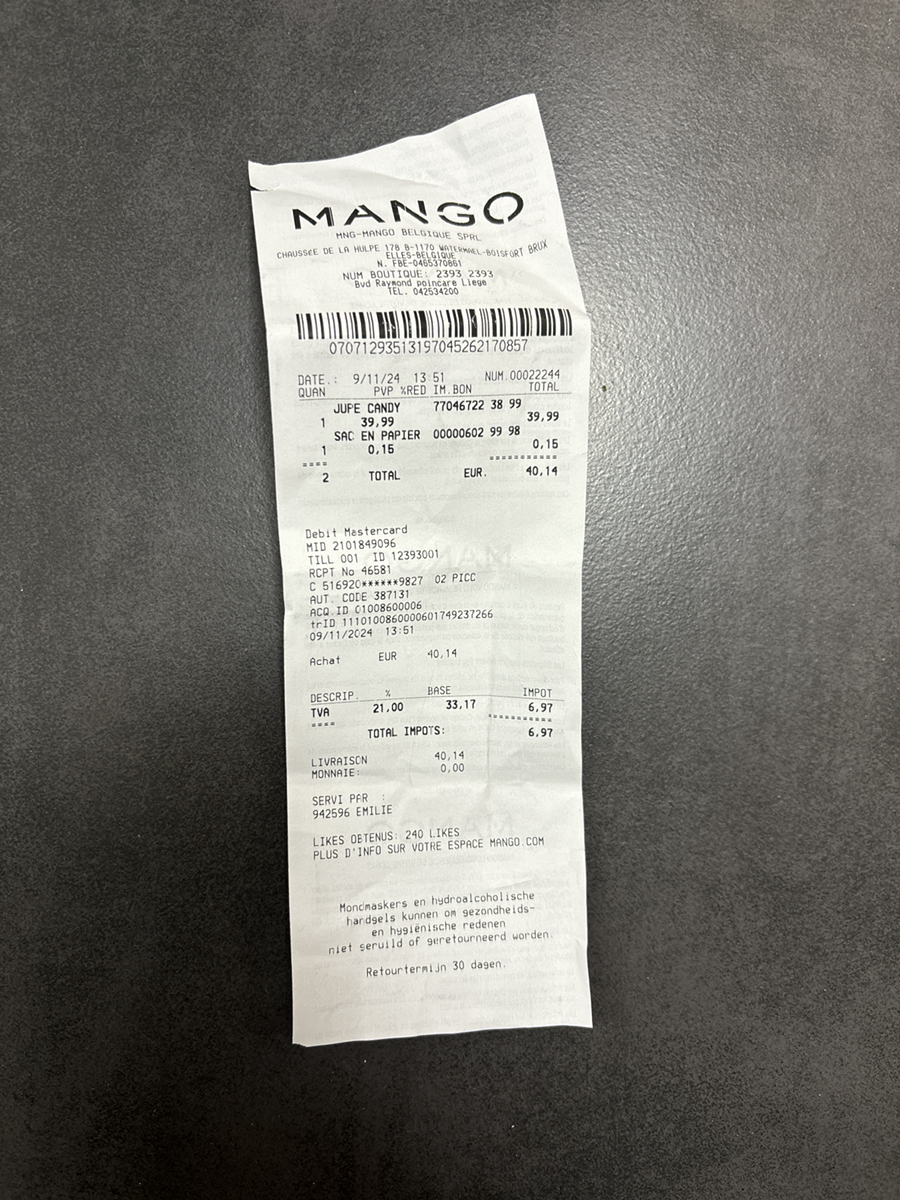 MANGO
MNG-MANGO BELGIQUE SPRL
CHAUSSEE DE LA HULPE 178 B-1170 WATERMAEL-BOISFORT BRUX
ELLES-BELGIQUE
N. FBE-0465370861
NUM BOUTIQUE: 2393 2393
Bvd Raymond poincare Liege
TEL. 042534200
07071293513197045262170857
DATE.: 9/11/24 13:51 NUM.00022244
QUAN PVP %RED IM.BON TOTAL
JUPE CANDY 77046722 38 99
1 39,99 39,99
SAC EN PAPIER 00000602 99 98
1 0,15 0,15
==== ===========
2 TOTAL EUR. 40,14
Debit Mastercard
MID 2101849096
TILL 001 ID 12393001
RCPT No 46581
C 516920******9827 02 PICC
AUT. CODE 387131
ACQ.ID 01008600006
trID 1110100860000601749237266
09/11/2024 13:51
Achat EUR 40,14
DESCRIP. % BASE IMPOT
TVA 21,00 33,17 6,97
==== ===========
TOTAL IMPOTS: 6,97
LIVRAISON 40,14
MONNAIE: 0,00
SERVI PAR :
942596 EMILIE
LIKES OBTENUS: 240 LIKES
PLUS D'INFO SUR VOTRE ESPACE MANGO.COM
Mondmaskers en hydroalcoholische
handgels kunnen om gezondheids-
en hygiënische redenen
niet geruild of geretourneerd worden.
Retourtermijn 30 dagen.